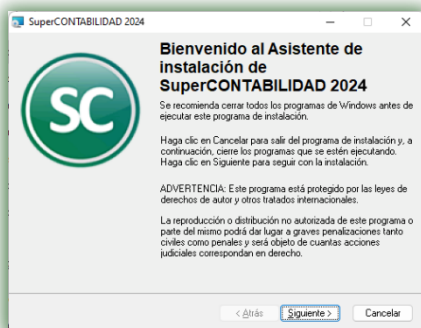 SuperCONTABILIDAD 2024
Bienvenido al Asistente de
instalación de
SuperCONTABILIDAD 2024
Se recomienda cerrar todos los programas de Windows antes de
ejecutar este programa de instalación.
Haga clic en Cancelar para salir del programa de instalación y, a
continuación, cierre los programas que se estén ejecutando.
Haga clic en Siguiente para seguir con la instalación.
ADVERTENCIA: Este programa está protegido por las leyes de
derechos de autor y otros tratados internacionales.
La reproducción o distribución no autorizada de este programa o
parte del mismo podrá dar lugar a graves penalizaciones tanto
civiles como penales y será objeto de cuantas acciones
judiciales correspondan en derecho.
SC
< Atrás Siguiente > Cancelar